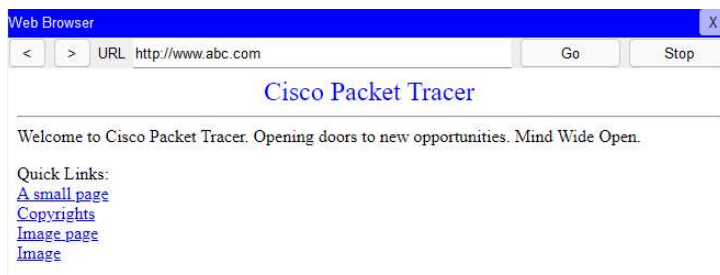 Web Browser X
< > URL http://www.abc.com Go Stop
Cisco Packet Tracer
Welcome to Cisco Packet Tracer. Opening doors to new opportunities. Mind Wide Open.
Quick Links:
A small page
Copyrights
Image page
Image